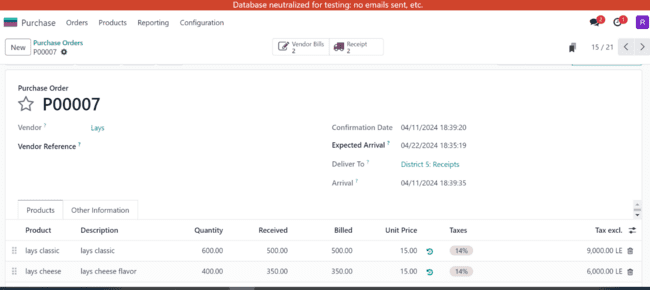 Database neutralized for testing: no emails sent, etc.
Purchase Orders Products Reporting Configuration 2 1 R
New Purchase Orders P00007 Vendor Bills 2 Receipt 2 15 / 21
Purchase Order
P00007
Vendor ? Lays Confirmation Date 04/11/2024 18:39:20
Vendor Reference ? Expected Arrival ? 04/22/2024 18:35:19
Deliver To ? District 5: Receipts
Arrival ? 04/11/2024 18:39:35
Products Other Information
Product Description Quantity Received Billed Unit Price Taxes Tax excl.
lays classic lays classic 600.00 500.00 500.00 15.00 14% 9,000.00 LE
lays cheese lays cheese flavor 400.00 350.00 350.00 15.00 14% 6,000.00 LE